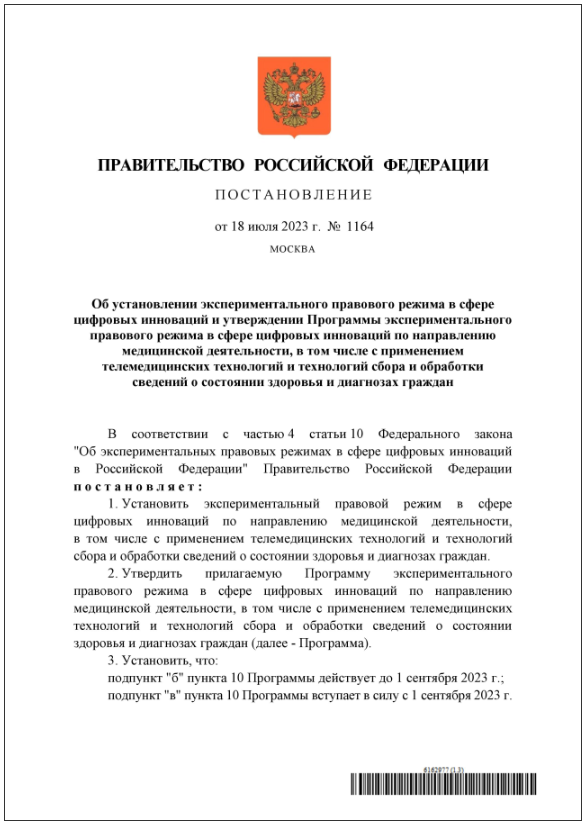 ПРАВИТЕЛЬСТВО РОССИЙСКОЙ ФЕДЕРАЦИИ
ПОСТАНОВЛЕНИЕ
от 18 июля 2023 г. № 1164
МОСКВА
Об установлении экспериментального правового режима в сфере
цифровых инноваций и утверждении Программы экспериментального
правового режима в сфере цифровых инноваций по направлению
медицинской деятельности, в том числе с применением
телемедицинских технологий и технологий сбора и обработки
сведений о состоянии здоровья и диагнозах граждан
В соответствии с частью 4 статьи 10 Федерального закона
"Об экспериментальных правовых режимах в сфере цифровых инноваций
в Российской Федерации" Правительство Российской Федерации
постановляет:
1. Установить экспериментальный правовой режим в сфере
цифровых инноваций по направлению медицинской деятельности,
в том числе с применением телемедицинских технологий и технологий
сбора и обработки сведений о состоянии здоровья и диагнозах граждан.
2. Утвердить прилагаемую Программу экспериментального
правового режима в сфере цифровых инноваций по направлению
медицинской деятельности, в том числе с применением телемедицинских
технологий и технологий сбора и обработки сведений о состоянии
здоровья и диагнозах граждан (далее - Программа).
3. Установить, что:
подпункт "б" пункта 10 Программы действует до 1 сентября 2023 г.;
подпункт "в" пункта 10 Программы вступает в силу с 1 сентября 2023 г.
6162977 (1.3)